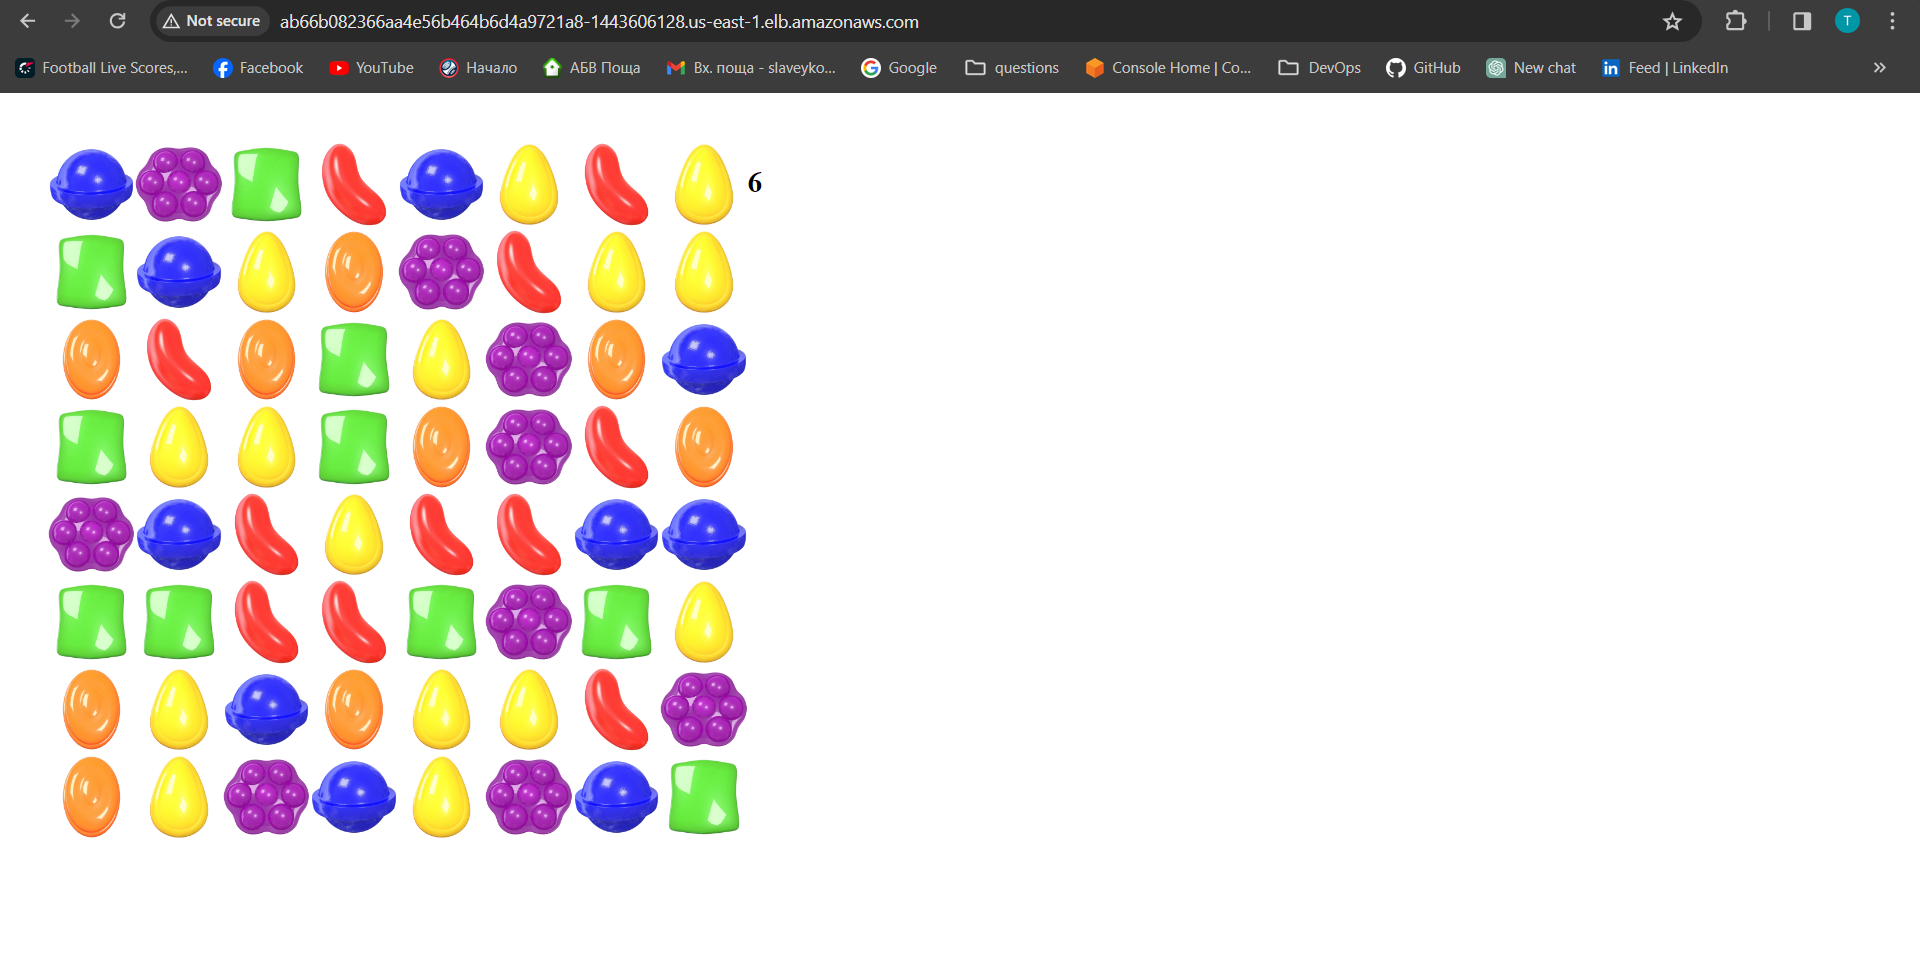 Not secure ab66b082366aa4e56b464b6d4a9721a8-1443606128.us-east-1.elb.amazonaws.com T
Football Live Scores,... Facebook YouTube Начало АБВ Поща Вх. поща - slaveyko... Google questions Console Home | Co... DevOps GitHub New chat Feed | LinkedIn »
6